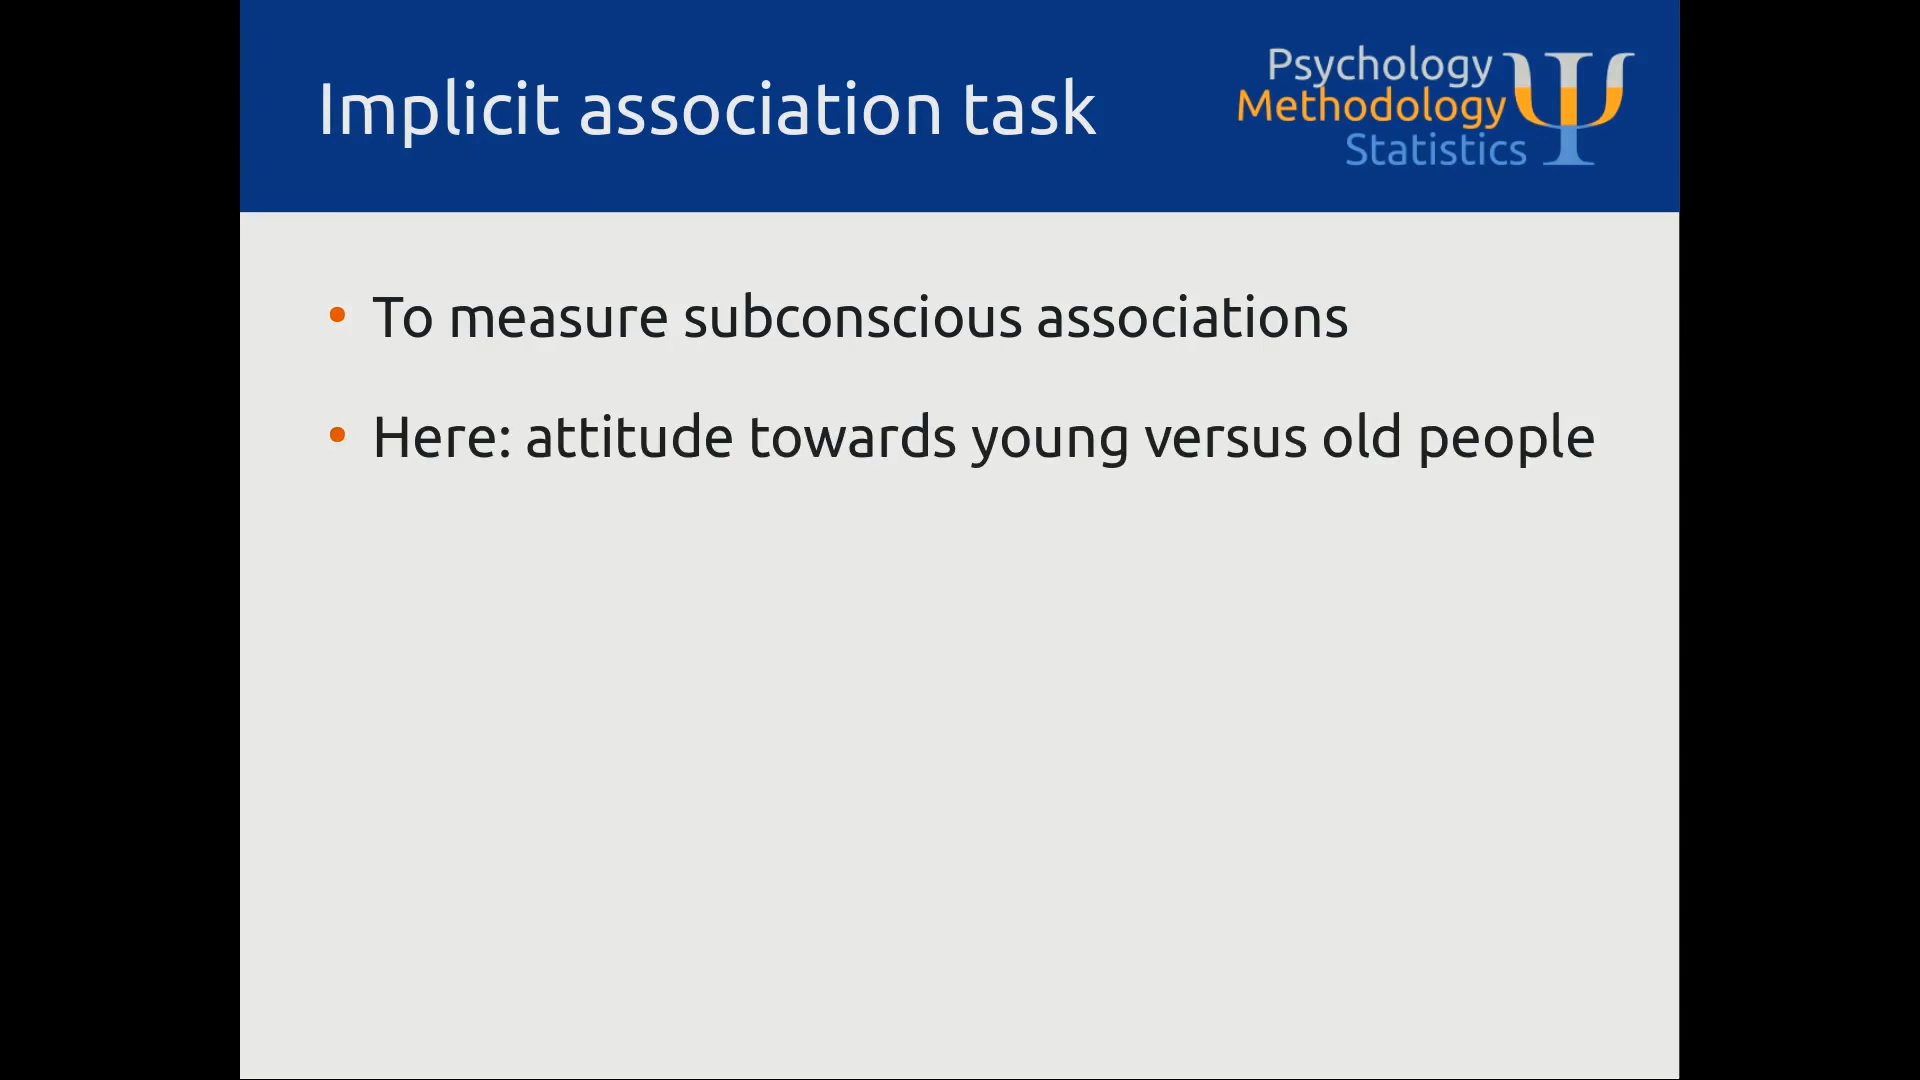 Implicit association task
Psychology
Methodology
Statistics
To measure subconscious associations
Here: attitude towards young versus old people